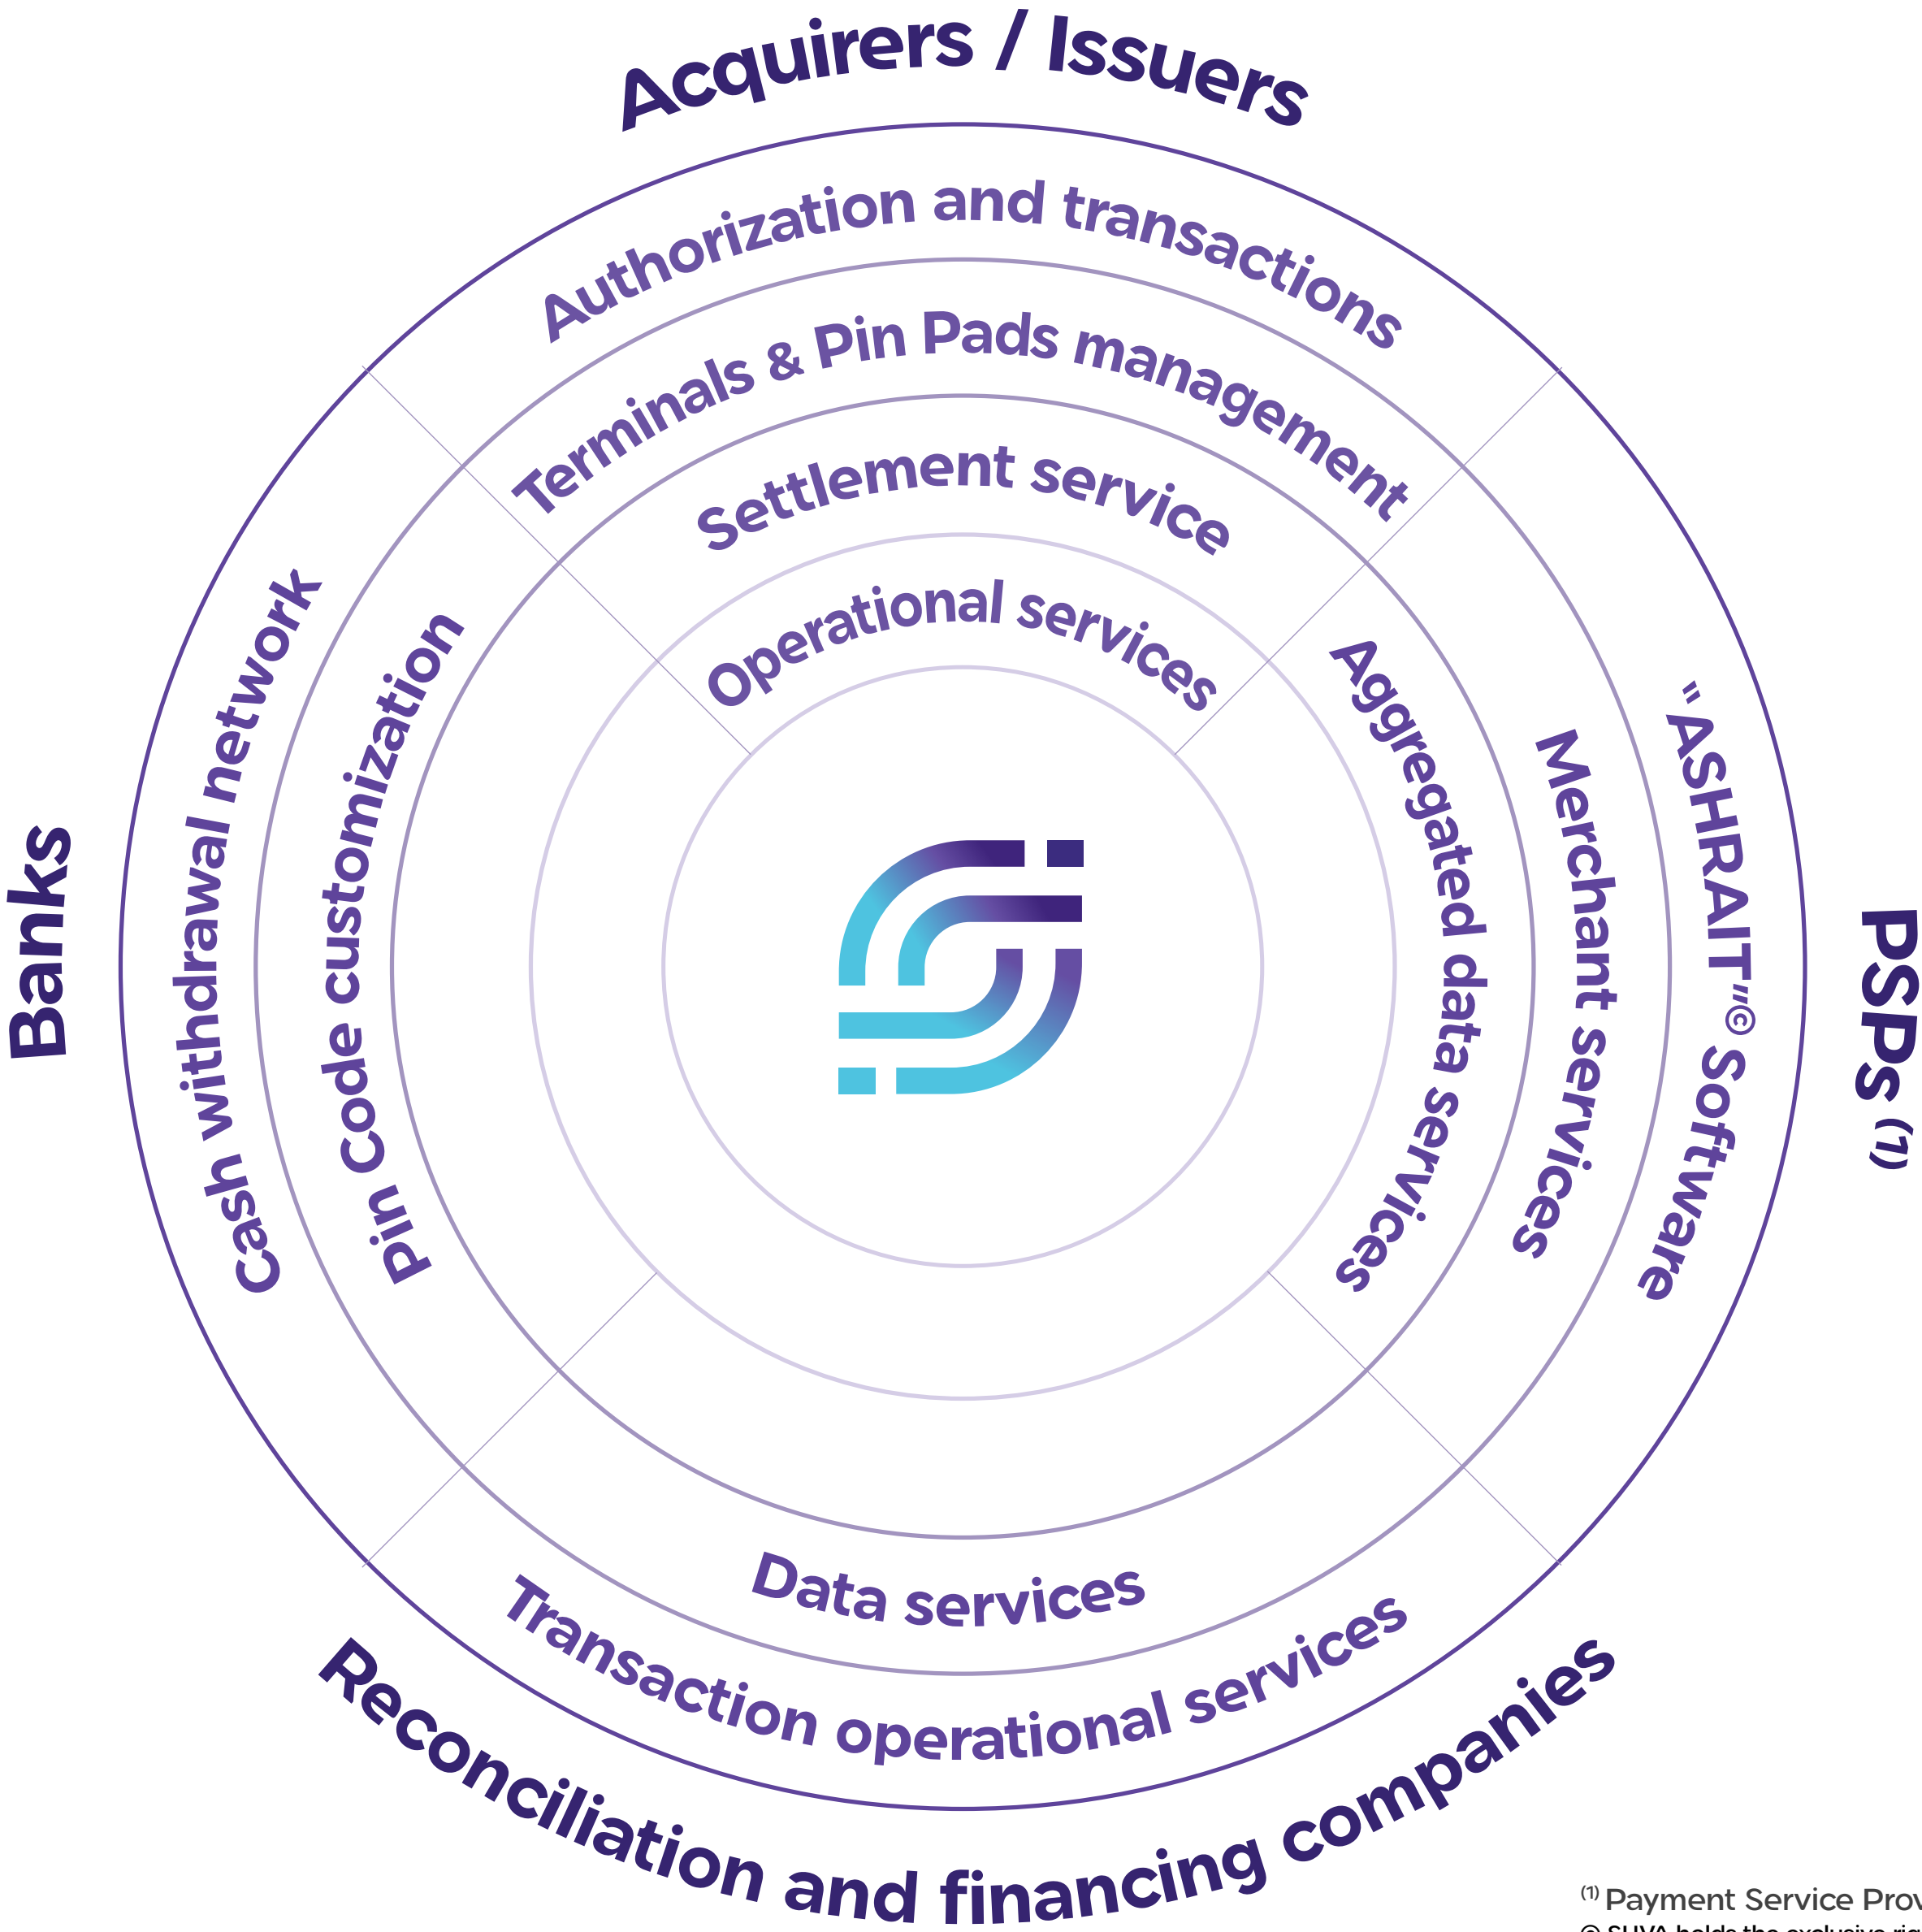 Acquirers / Issuers
Authorization and transactions
Terminals & Pin Pads management
Settlement service
Operational services
Banks
Cash withdrawal network
Pin Code customization
Aggregated data services
Merchant services
"ASHRAIT"© Software
PSPs (1)
Data services
Transaction operational services
Reconciliation and financing companies
(1) Payment Service